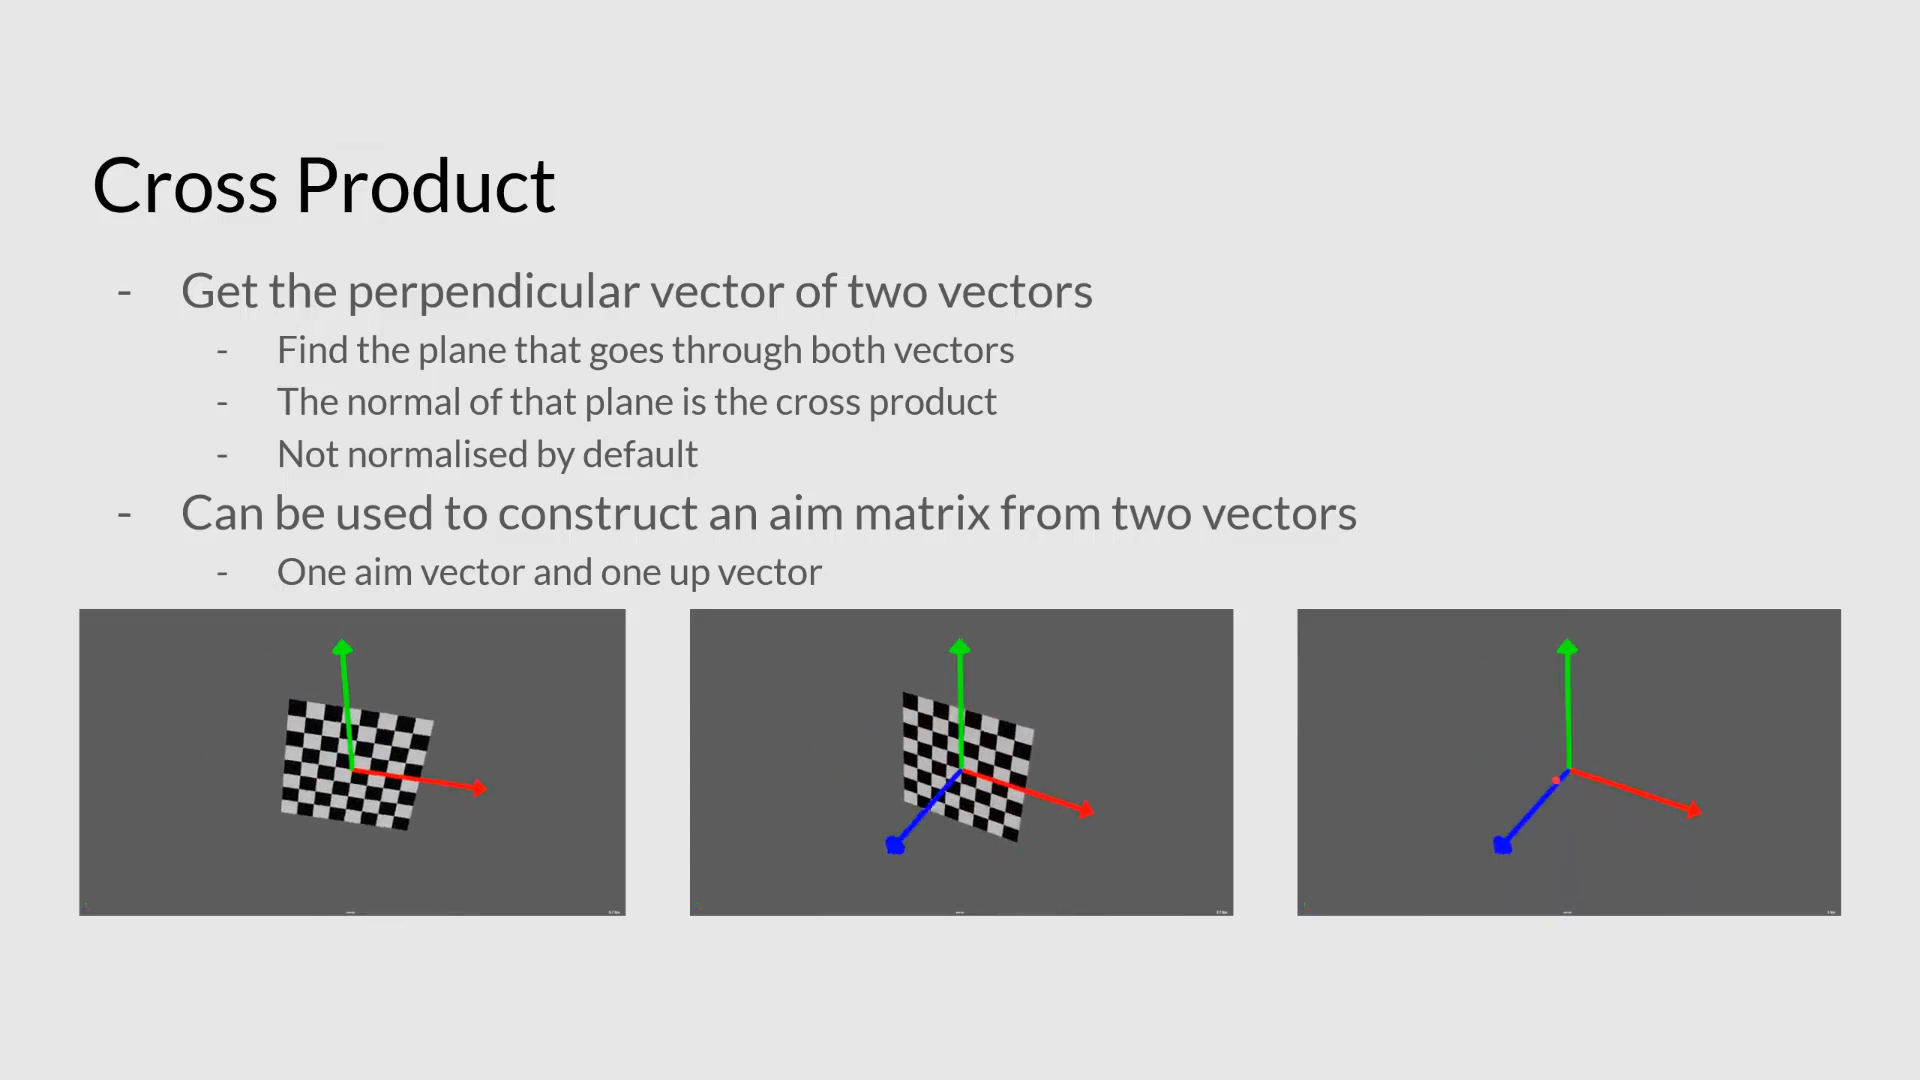 Cross Product
- Get the perpendicular vector of two vectors
- Find the plane that goes through both vectors
- The normal of that plane is the cross product
- Not normalised by default
- Can be used to construct an aim matrix from two vectors
- One aim vector and one up vector